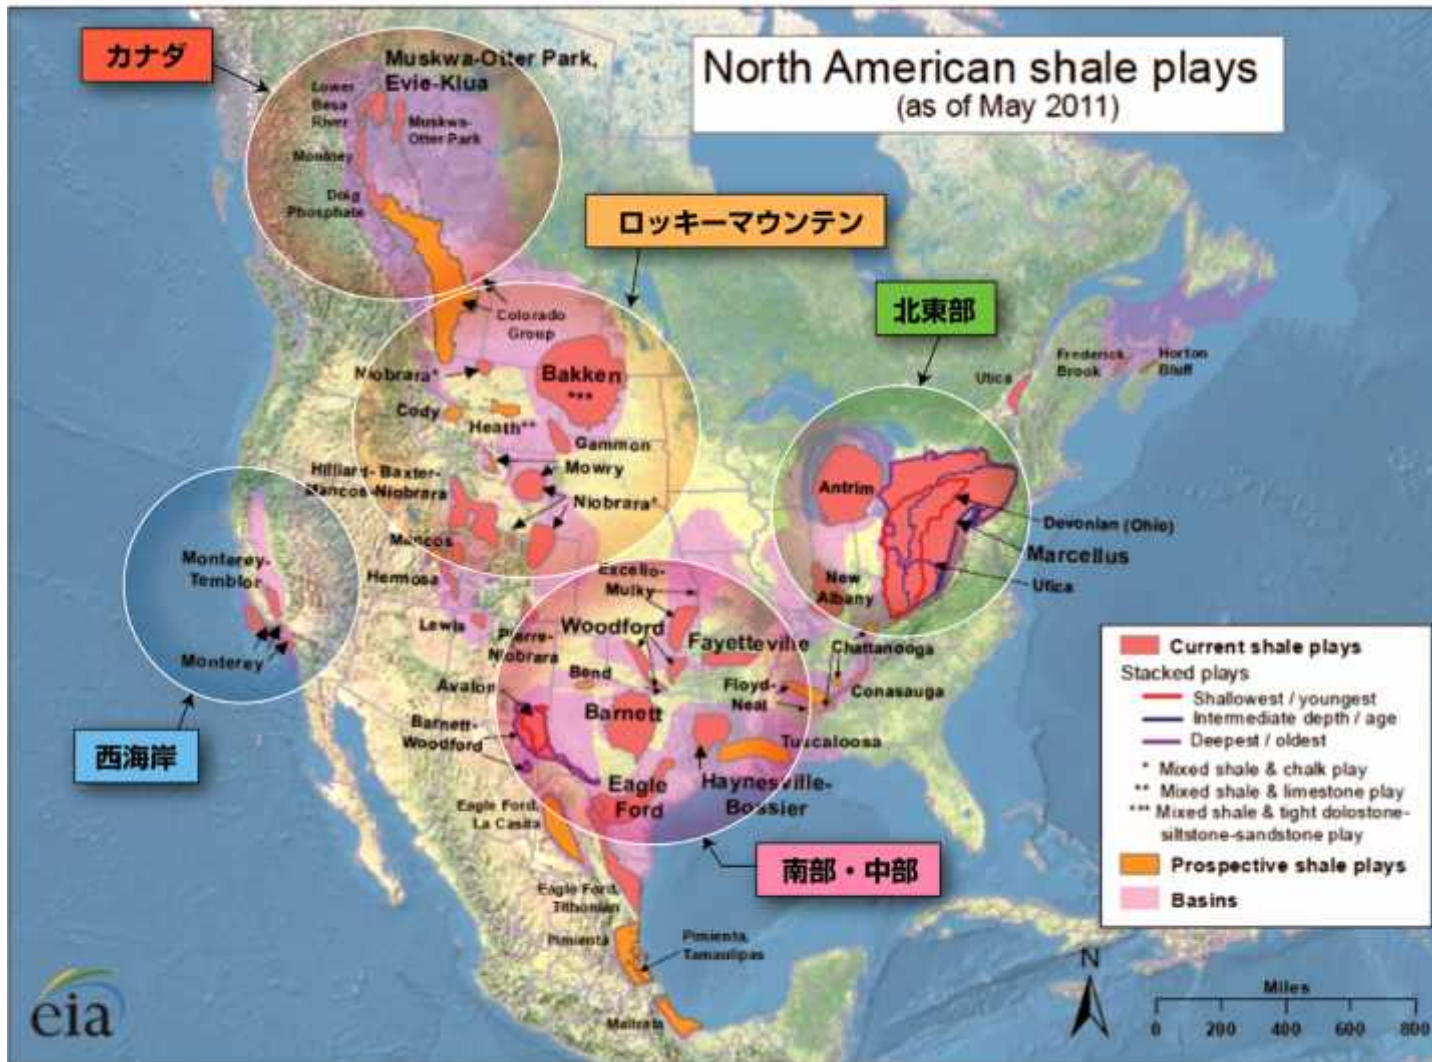 カナダ
Muskwa-Otter Park,
Evie-Klua
Lower
Besa
River
Muskwa-
Otter Park
Montney
Doig
Phosphate
North American shale plays
(as of May 2011)
ロッキーマウンテン
北東部
Colorado
Group
Niobrara*
Bakken
***
Cody
Heath**
Gammon
Mowry
Hilliard-Baxter-
Mancos-Niobrara
Niobrara*
Mancos
Hermosa
Lewis
Pierre-
Niobrara
Monterey-
Temblor
Monterey
西海岸
Antrim
Utica
Frederick
Brook
Horton
Bluff
Devonian (Ohio)
Marcellus
Utica
New
Albany
Excello-
Mulky
Woodford
Fayetteville
Chattanooga
Bend
Floyd-
Neal
Conasauga
Avalon
Barnett
Barnett-
Woodford
Tuscaloosa
Eagle
Ford
Haynesville-
Bossier
Eagle Ford,
La Casita
南部・中部
Eagle Ford,
Tithonian
Pimienta
Pimienta,
Tamaulipas
Maltrata
Current shale plays
Stacked plays
Shallowest / youngest
Intermediate depth / age
Deepest / oldest
* Mixed shale & chalk play
** Mixed shale & limestone play
*** Mixed shale & tight dolostone-
siltstone-sandstone play
Prospective shale plays
Basins
N
Miles
0 200 400 600 800
eia